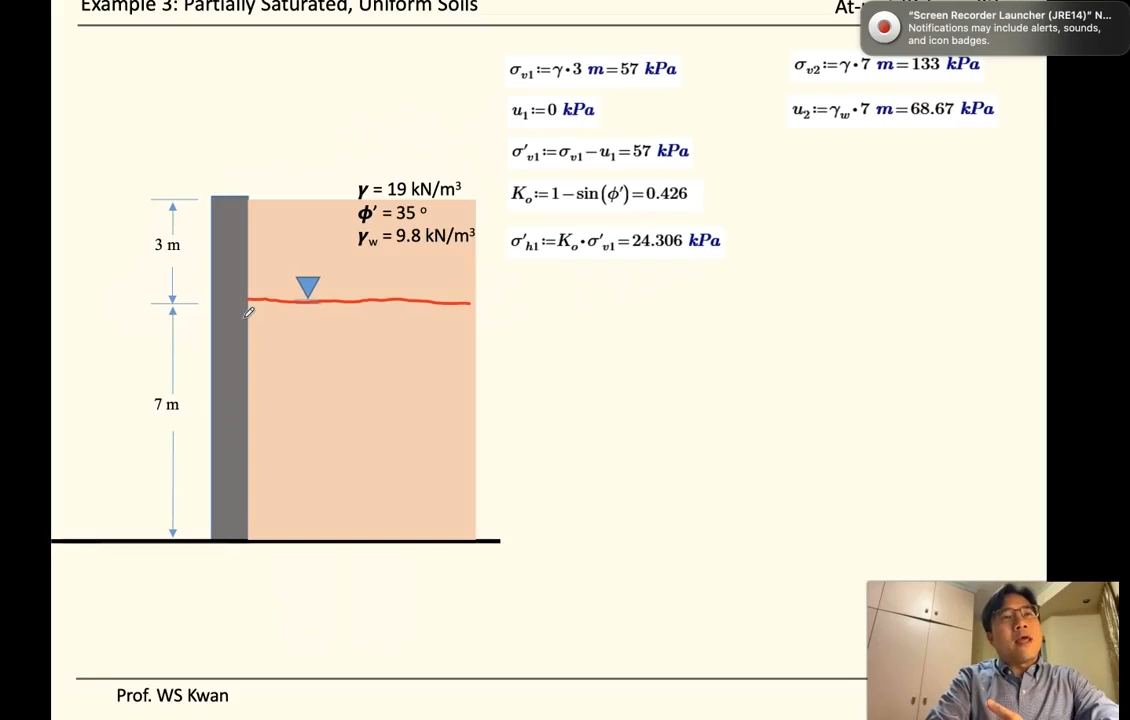 Example 3: Partially Saturated, Uniform Soils
At-
"Screen Recorder Launcher (JRE14)" N...
Notifications may include alerts, sounds,
and icon badges.
σv1:=γ·3 m=57 kPa
u1:=0 kPa
σ'v1:=σv1−u1=57 kPa
Ko:=1−sin(ϕ')=0.426
σ'h1:=Ko·σ'v1=24.306 kPa
σv2:=γ·7 m=133 kPa
u2:=γw·7 m=68.67 kPa
γ = 19 kN/m³
ϕ' = 35 °
γw = 9.8 kN/m³
3 m
7 m
Prof. WS Kwan